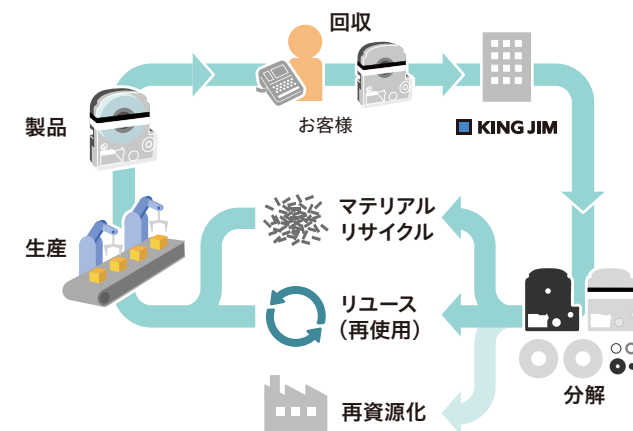 回収
お客様
KING JIM
製品
生産
マテリアル
リサイクル
リユース
（再使用）
再資源化
分解